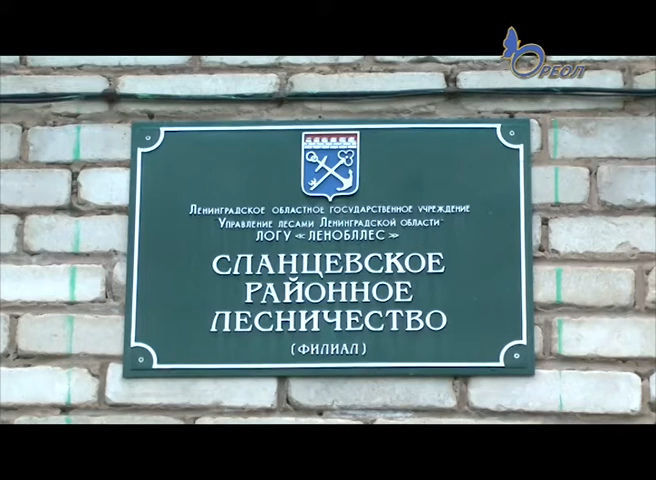 Ореол
Ленинградское областное государственное учреждение
Управление лесами Ленинградской области
ЛОГУ «ЛЕНОБЛЛЕС»
СЛАНЦЕВСКОЕ
РАЙОННОЕ
ЛЕСНИЧЕСТВО
(ФИЛИАЛ)